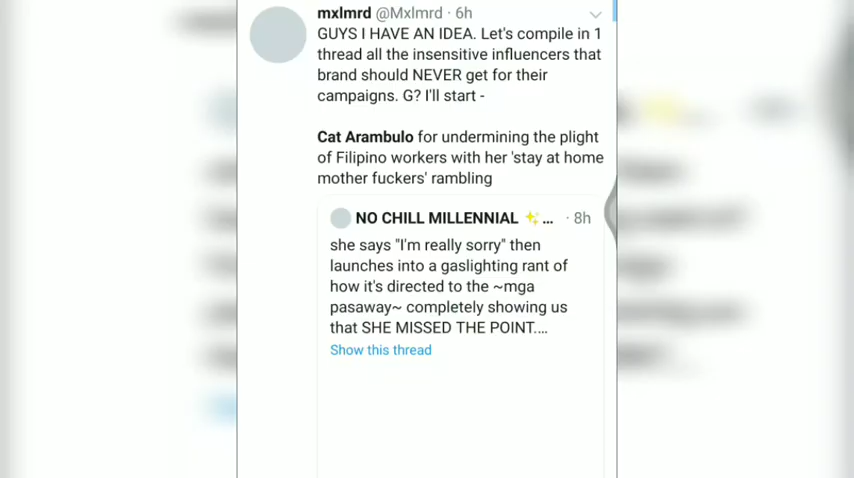 mxlmrd @Mxlmrd · 6h
GUYS I HAVE AN IDEA. Let's compile in 1
thread all the insensitive influencers that
brand should NEVER get for their
campaigns. G? I'll start -
Cat Arambulo for undermining the plight
of Filipino workers with her 'stay at home
mother fuckers' rambling
NO CHILL MILLENNIAL ✨... · 8h
she says "I'm really sorry" then
launches into a gaslighting rant of
how it's directed to the ~mga
pasaway~ completely showing us
that SHE MISSED THE POINT....
Show this thread